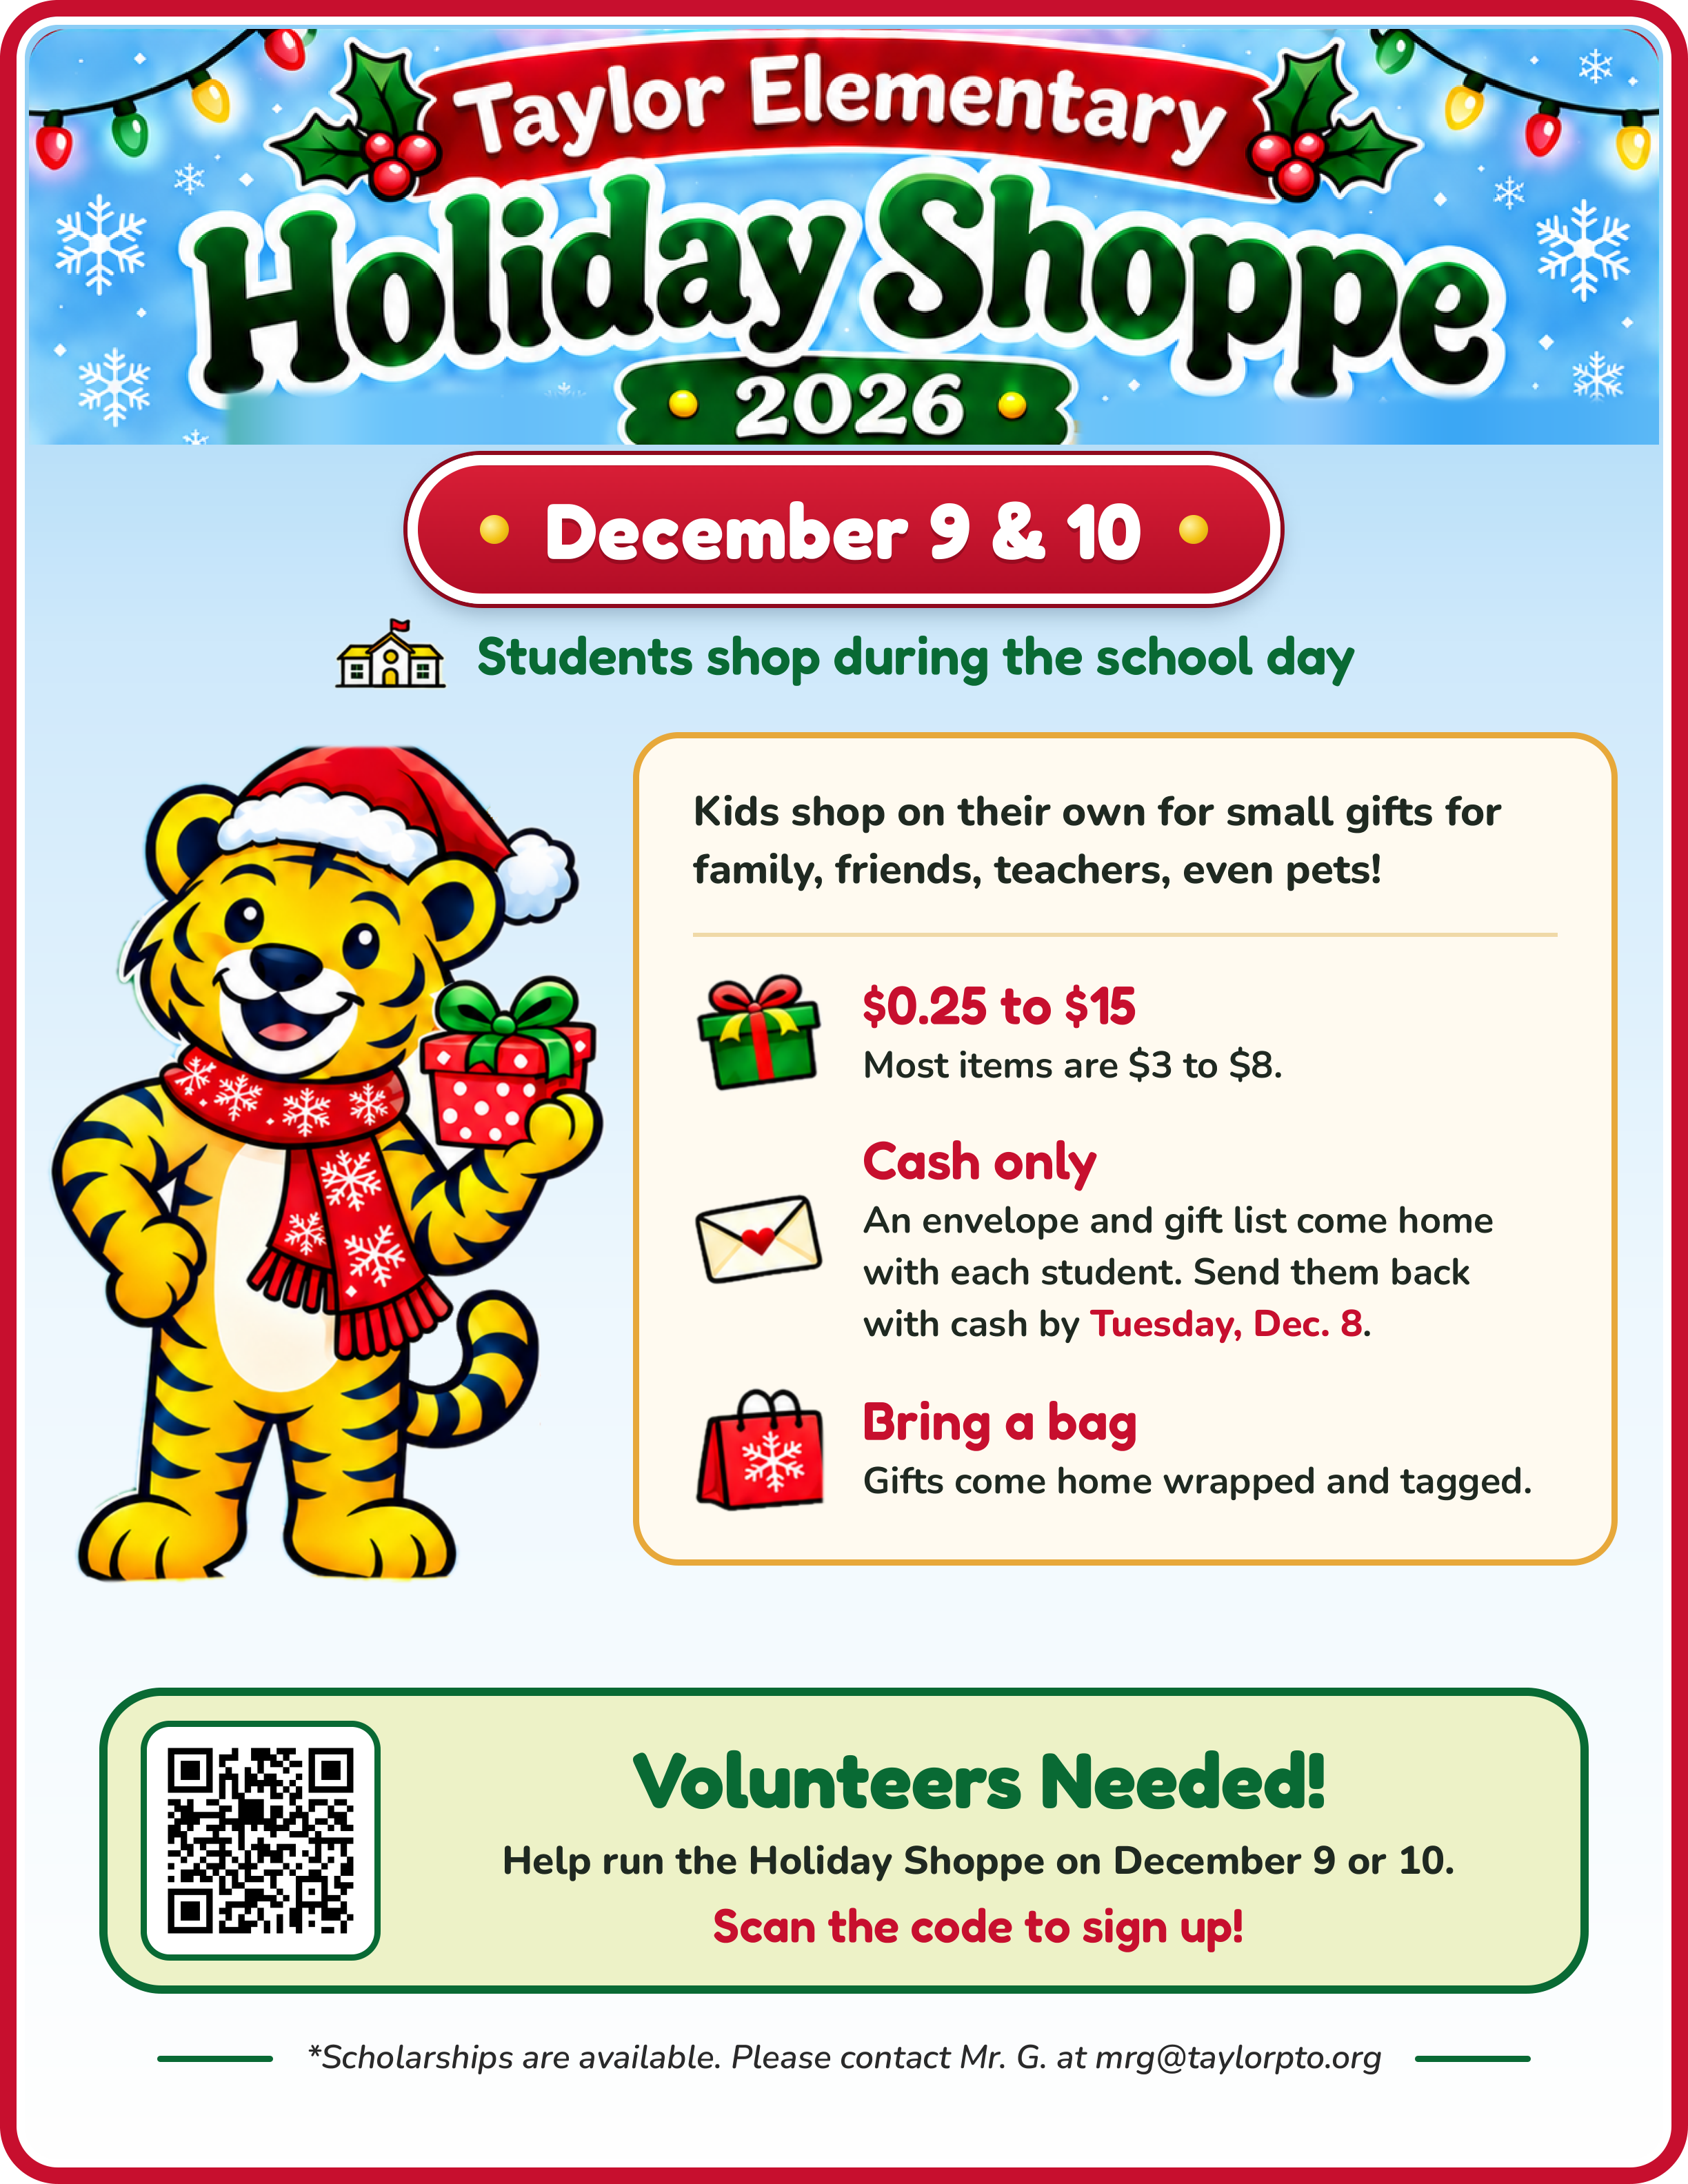 Taylor Elementary
Holiday Shoppe
2026
December 9 & 10
Students shop during the school day
Kids shop on their own for small gifts for
family, friends, teachers, even pets!
$0.25 to $15
Most items are $3 to $8.
Cash only
An envelope and gift list come home
with each student. Send them back
with cash by Tuesday, Dec. 8.
Bring a bag
Gifts come home wrapped and tagged.
Volunteers Needed!
Help run the Holiday Shoppe on December 9 or 10.
Scan the code to sign up!
*Scholarships are available. Please contact Mr. G. at mrg@taylorpto.org